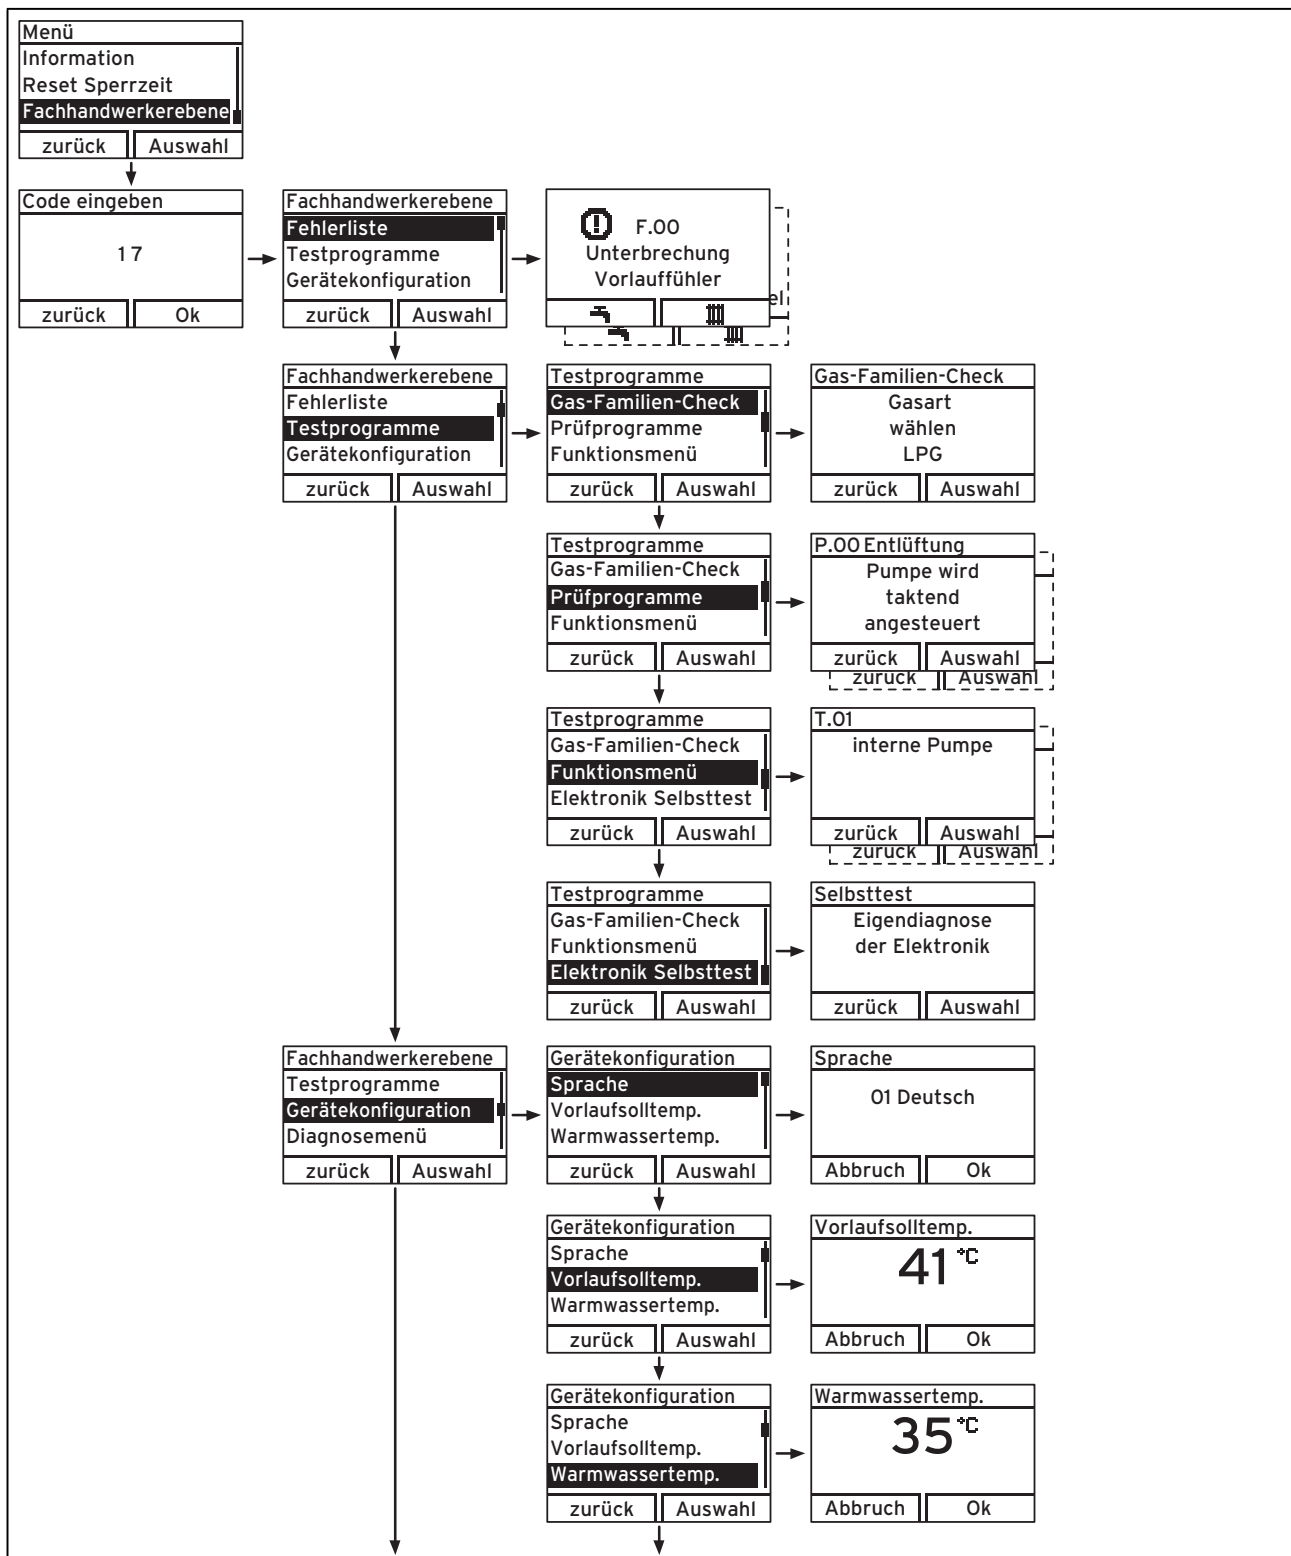 Menü
Information
Reset Sperrzeit
Fachhandwerkerebene
zurück Auswahl
Code eingeben
17
zurück Ok
Fachhandwerkerebene
Fehlerliste
Testprogramme
Gerätekonfiguration
zurück Auswahl
F.00
Unterbrechung
Vorlauffühler
el
Fachhandwerkerebene
Fehlerliste
Testprogramme
Gerätekonfiguration
zurück Auswahl
Testprogramme
Gas-Familien-Check
Prüfprogramme
Funktionsmenü
zurück Auswahl
Gas-Familien-Check
Gasart
wählen
LPG
zurück Auswahl
Testprogramme
Gas-Familien-Check
Prüfprogramme
Funktionsmenü
zurück Auswahl
P.00 Entlüftung
Pumpe wird
taktend
angesteuert
zurück Auswahl
zurück Auswahl
Testprogramme
Gas-Familien-Check
Funktionsmenü
Elektronik Selbsttest
zurück Auswahl
T.01
interne Pumpe
zurück Auswahl
zurück Auswahl
Testprogramme
Gas-Familien-Check
Funktionsmenü
Elektronik Selbsttest
zurück Auswahl
Selbsttest
Eigendiagnose
der Elektronik
zurück Auswahl
Fachhandwerkerebene
Testprogramme
Gerätekonfiguration
Diagnosemenü
zurück Auswahl
Gerätekonfiguration
Sprache
Vorlaufsolltemp.
Warmwassertemp.
zurück Auswahl
Sprache
01 Deutsch
Abbruch Ok
Gerätekonfiguration
Sprache
Vorlaufsolltemp.
Warmwassertemp.
zurück Auswahl
Vorlaufsolltemp.
41 °C
Abbruch Ok
Gerätekonfiguration
Sprache
Vorlaufsolltemp.
Warmwassertemp.
zurück Auswahl
Warmwassertemp.
35 °C
Abbruch Ok